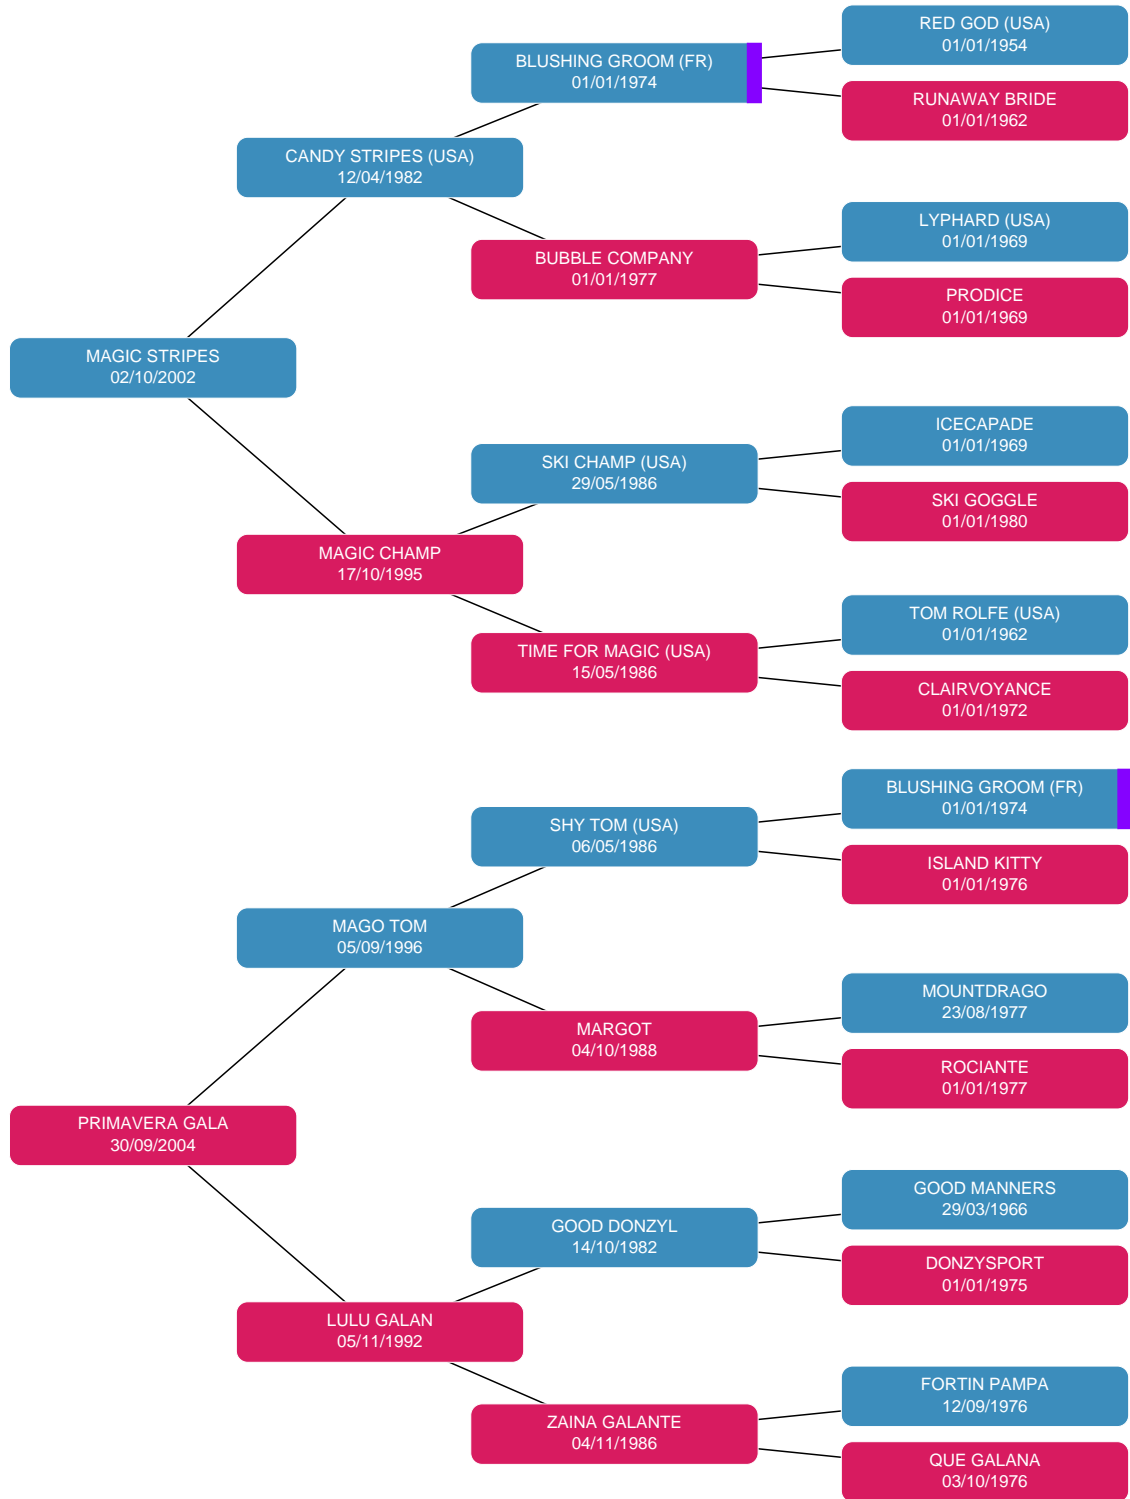 RED GOD (USA)
01/01/1954
BLUSHING GROOM (FR)
01/01/1974
RUNAWAY BRIDE
01/01/1962
CANDY STRIPES (USA)
12/04/1982
LYPHARD (USA)
01/01/1969
BUBBLE COMPANY
01/01/1977
PRODICE
01/01/1969
MAGIC STRIPES
02/10/2002
ICECAPADE
01/01/1969
SKI CHAMP (USA)
29/05/1986
SKI GOGGLE
01/01/1980
MAGIC CHAMP
17/10/1995
TOM ROLFE (USA)
01/01/1962
TIME FOR MAGIC (USA)
15/05/1986
CLAIRVOYANCE
01/01/1972
BLUSHING GROOM (FR)
01/01/1974
SHY TOM (USA)
06/05/1986
ISLAND KITTY
01/01/1976
MAGO TOM
05/09/1996
MOUNTDRAGO
23/08/1977
MARGOT
04/10/1988
ROCIANTE
01/01/1977
PRIMAVERA GALA
30/09/2004
GOOD MANNERS
29/03/1966
GOOD DONZYL
14/10/1982
DONZYSPORT
01/01/1975
LULU GALAN
05/11/1992
FORTIN PAMPA
12/09/1976
ZAINA GALANTE
04/11/1986
QUE GALANA
03/10/1976